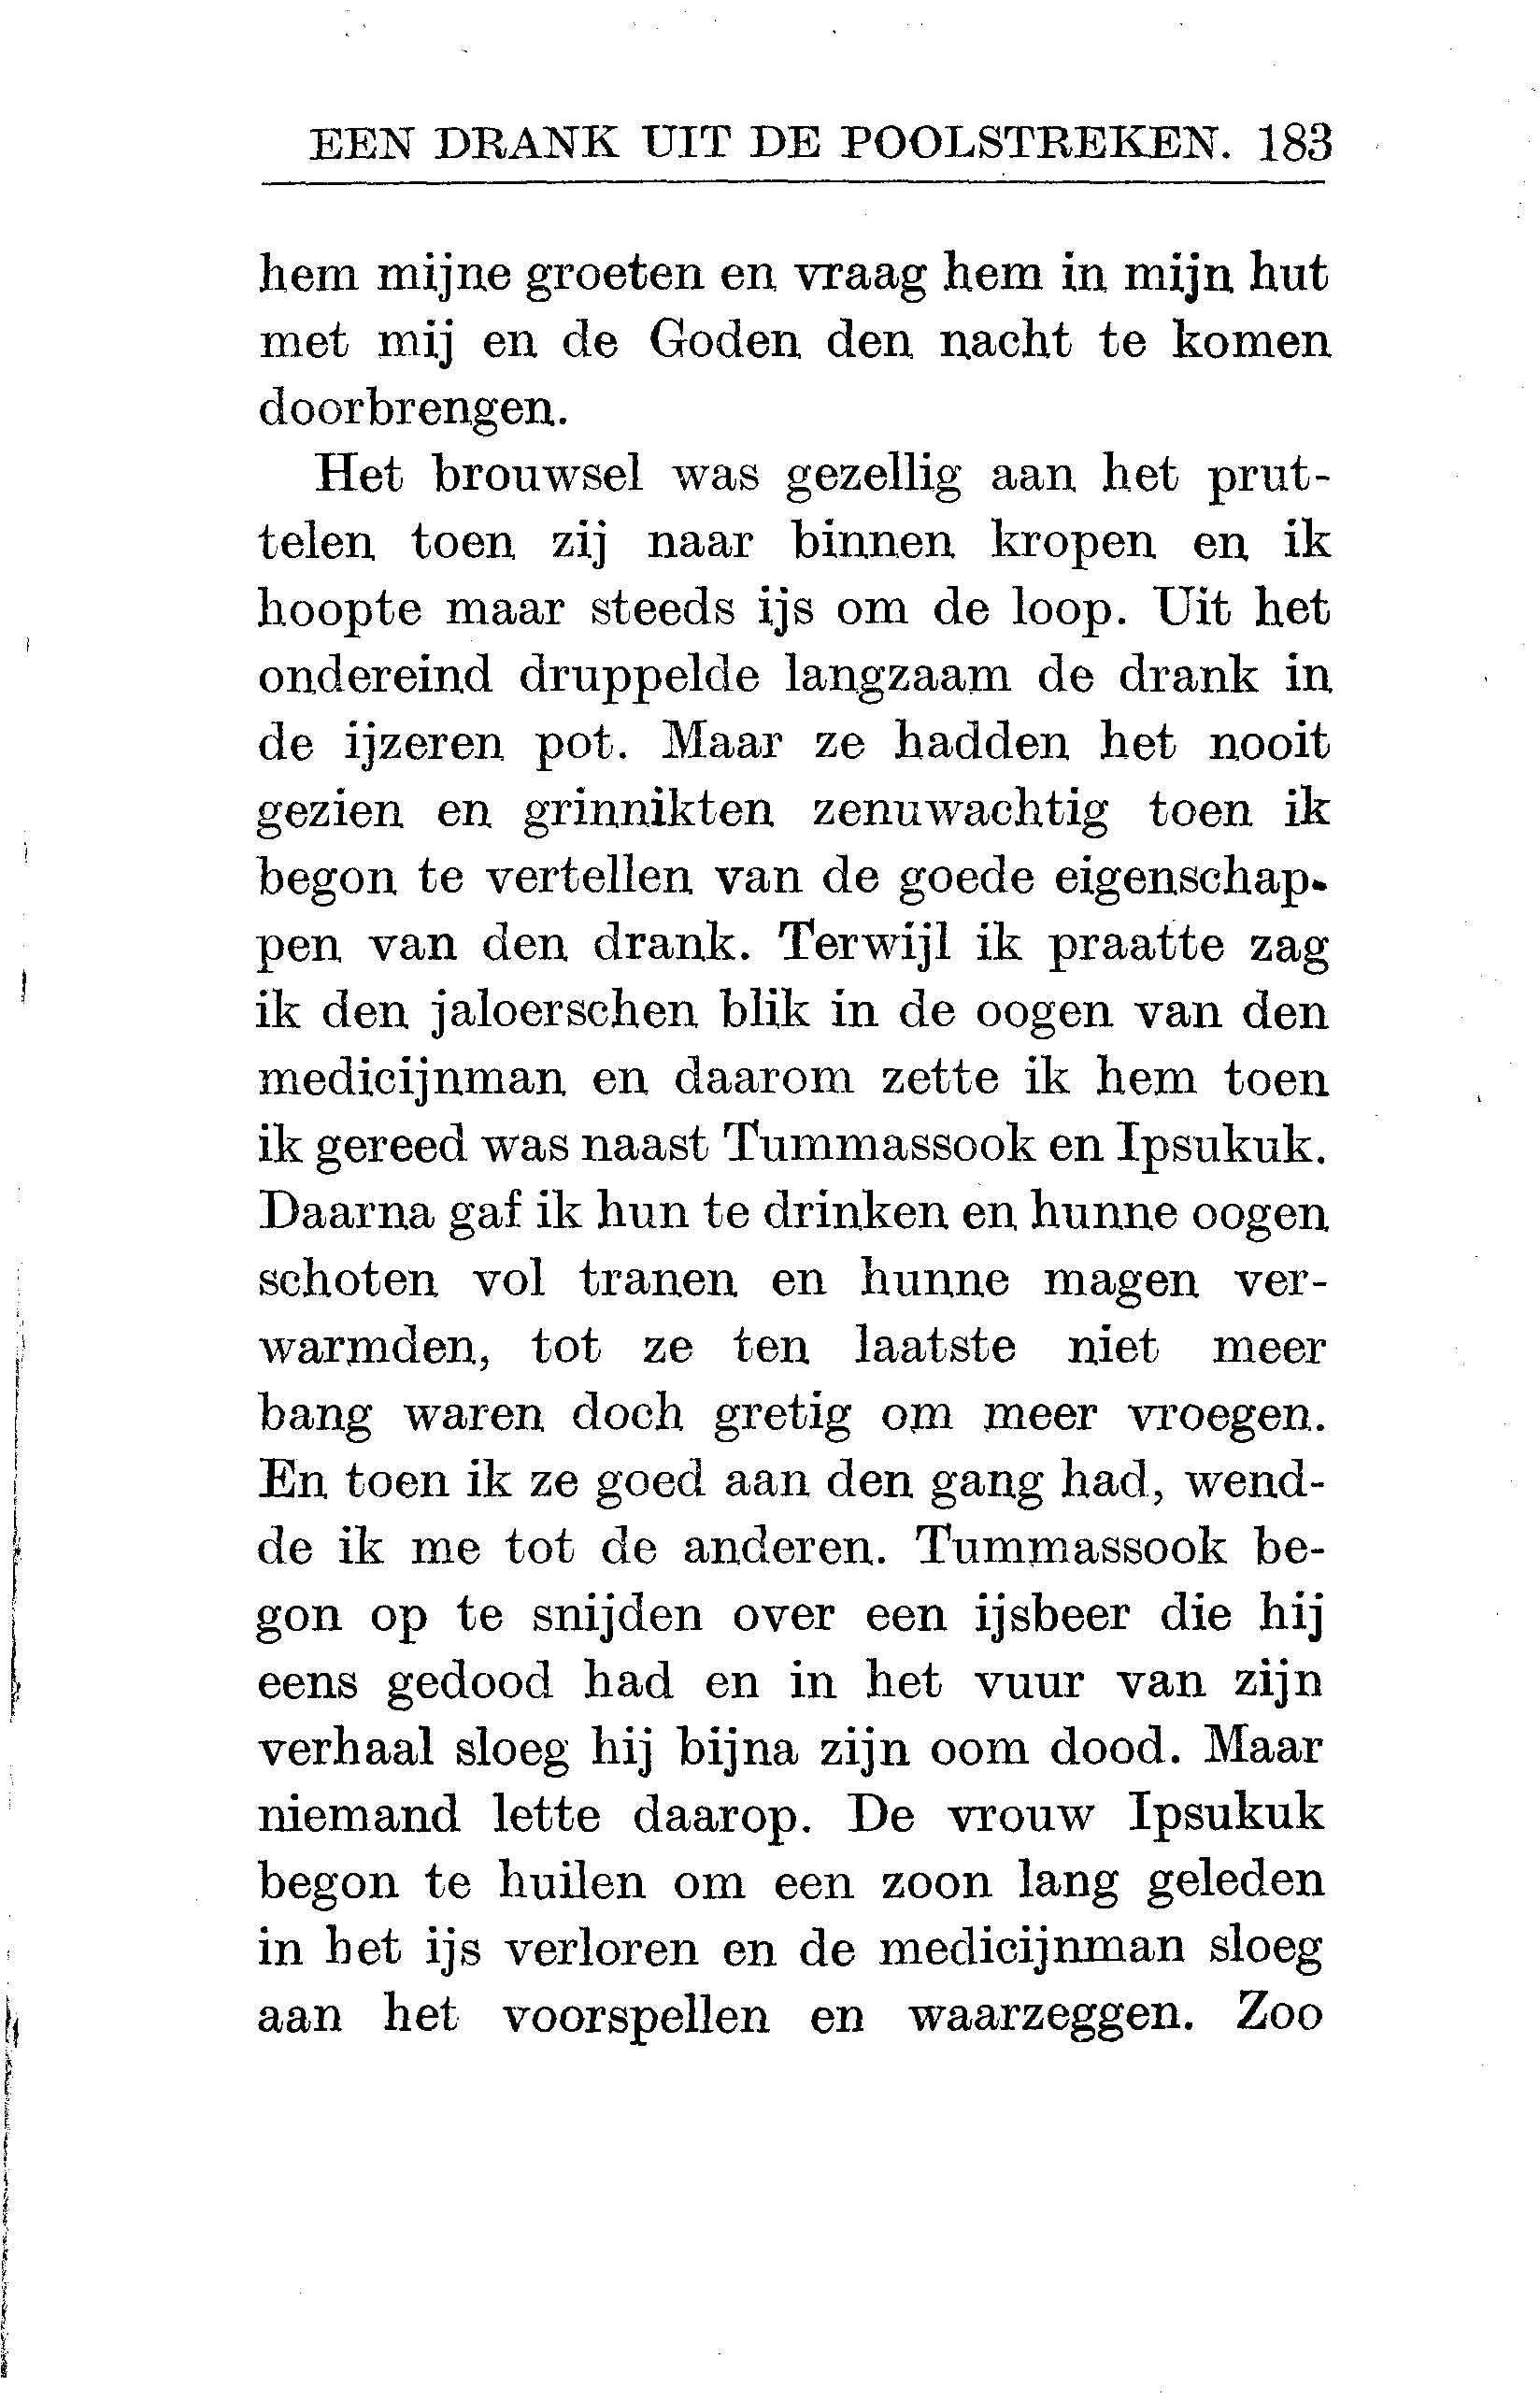 EEN DRANK UIT DE POOLSTREKEN. 183
hem mijne groeten en vraag hem in mijn hut
met mij en de Goden den nacht te komen
doorbrengen.
Het brouwsel was gezellig aan het prut-
telen toen zij naar binnen kropen en ik
hoopte maar steeds ijs om de loop. Uit het
ondereind druppelde langzaam de drank in
de ijzeren pot. Maar ze hadden het nooit
gezien en grinnikten zenuwachtig toen ik
begon te vertellen van de goede eigenschap-
pen van den drank. Terwijl ik praatte zag
ik den jaloerschen blik in de oogen van den
medicijnman en daarom zette ik hem toen
ik gereed was naast Tummassook en Ipsukuk.
Daarna gaf ik hun te drinken en hunne oogen
schoten vol tranen en hunne magen ver-
warmden, tot ze ten laatste niet meer
bang waren doch gretig om meer vroegen.
En toen ik ze goed aan den gang had, wend-
de ik me tot de anderen. Tummassook be-
gon op te snijden over een ijsbeer die hij
eens gedood had en in het vuur van zijn
verhaal sloeg hij bijna zijn oom dood. Maar
niemand lette daarop. De vrouw Ipsukuk
begon te huilen om een zoon lang geleden
in het ijs verloren en de medicijnman sloeg
aan het voorspellen en waarzeggen. Zoo